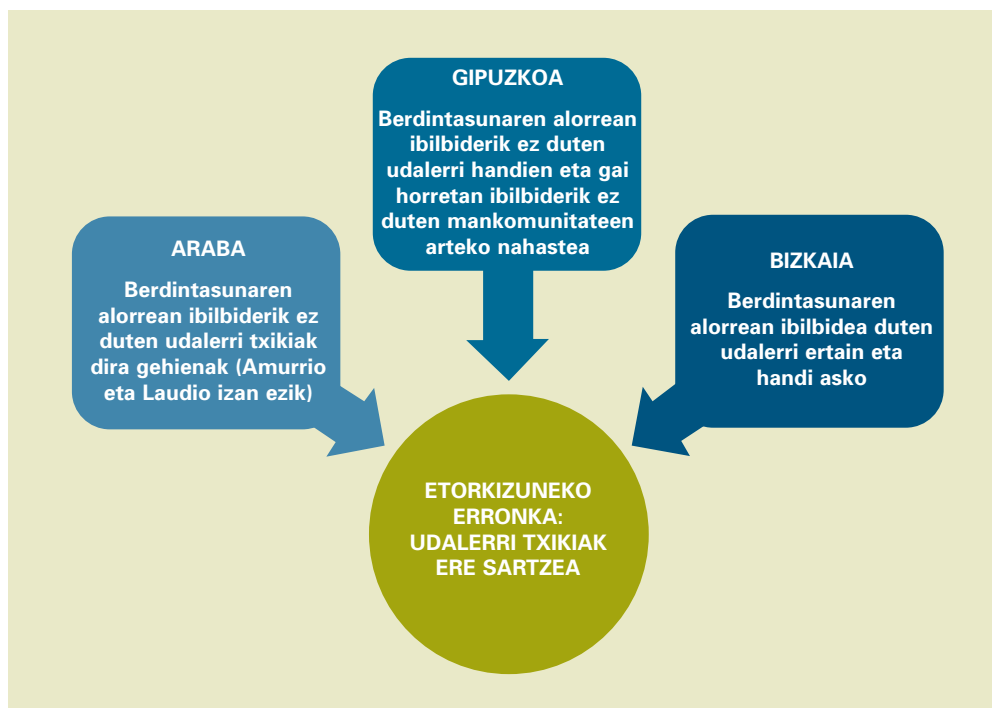 GIPUZKOA
Berdintasunaren alorrean
ibilbiderik ez duten
udalerri handien eta gai
horretan ibilbiderik ez
duten mankomunitateen
arteko nahastea
ARABA
Berdintasunaren
alorrean ibilbiderik ez
duten udalerri txikiak
dira gehienak (Amurrio
eta Laudio izan ezik)
BIZKAIA
Berdintasunaren
alorrean ibilbidea duten
udalerri ertain eta
handi asko
ETORKIZUNEKO
ERRONKA:
UDALERRI TXIKIAK
ERE SARTZEA